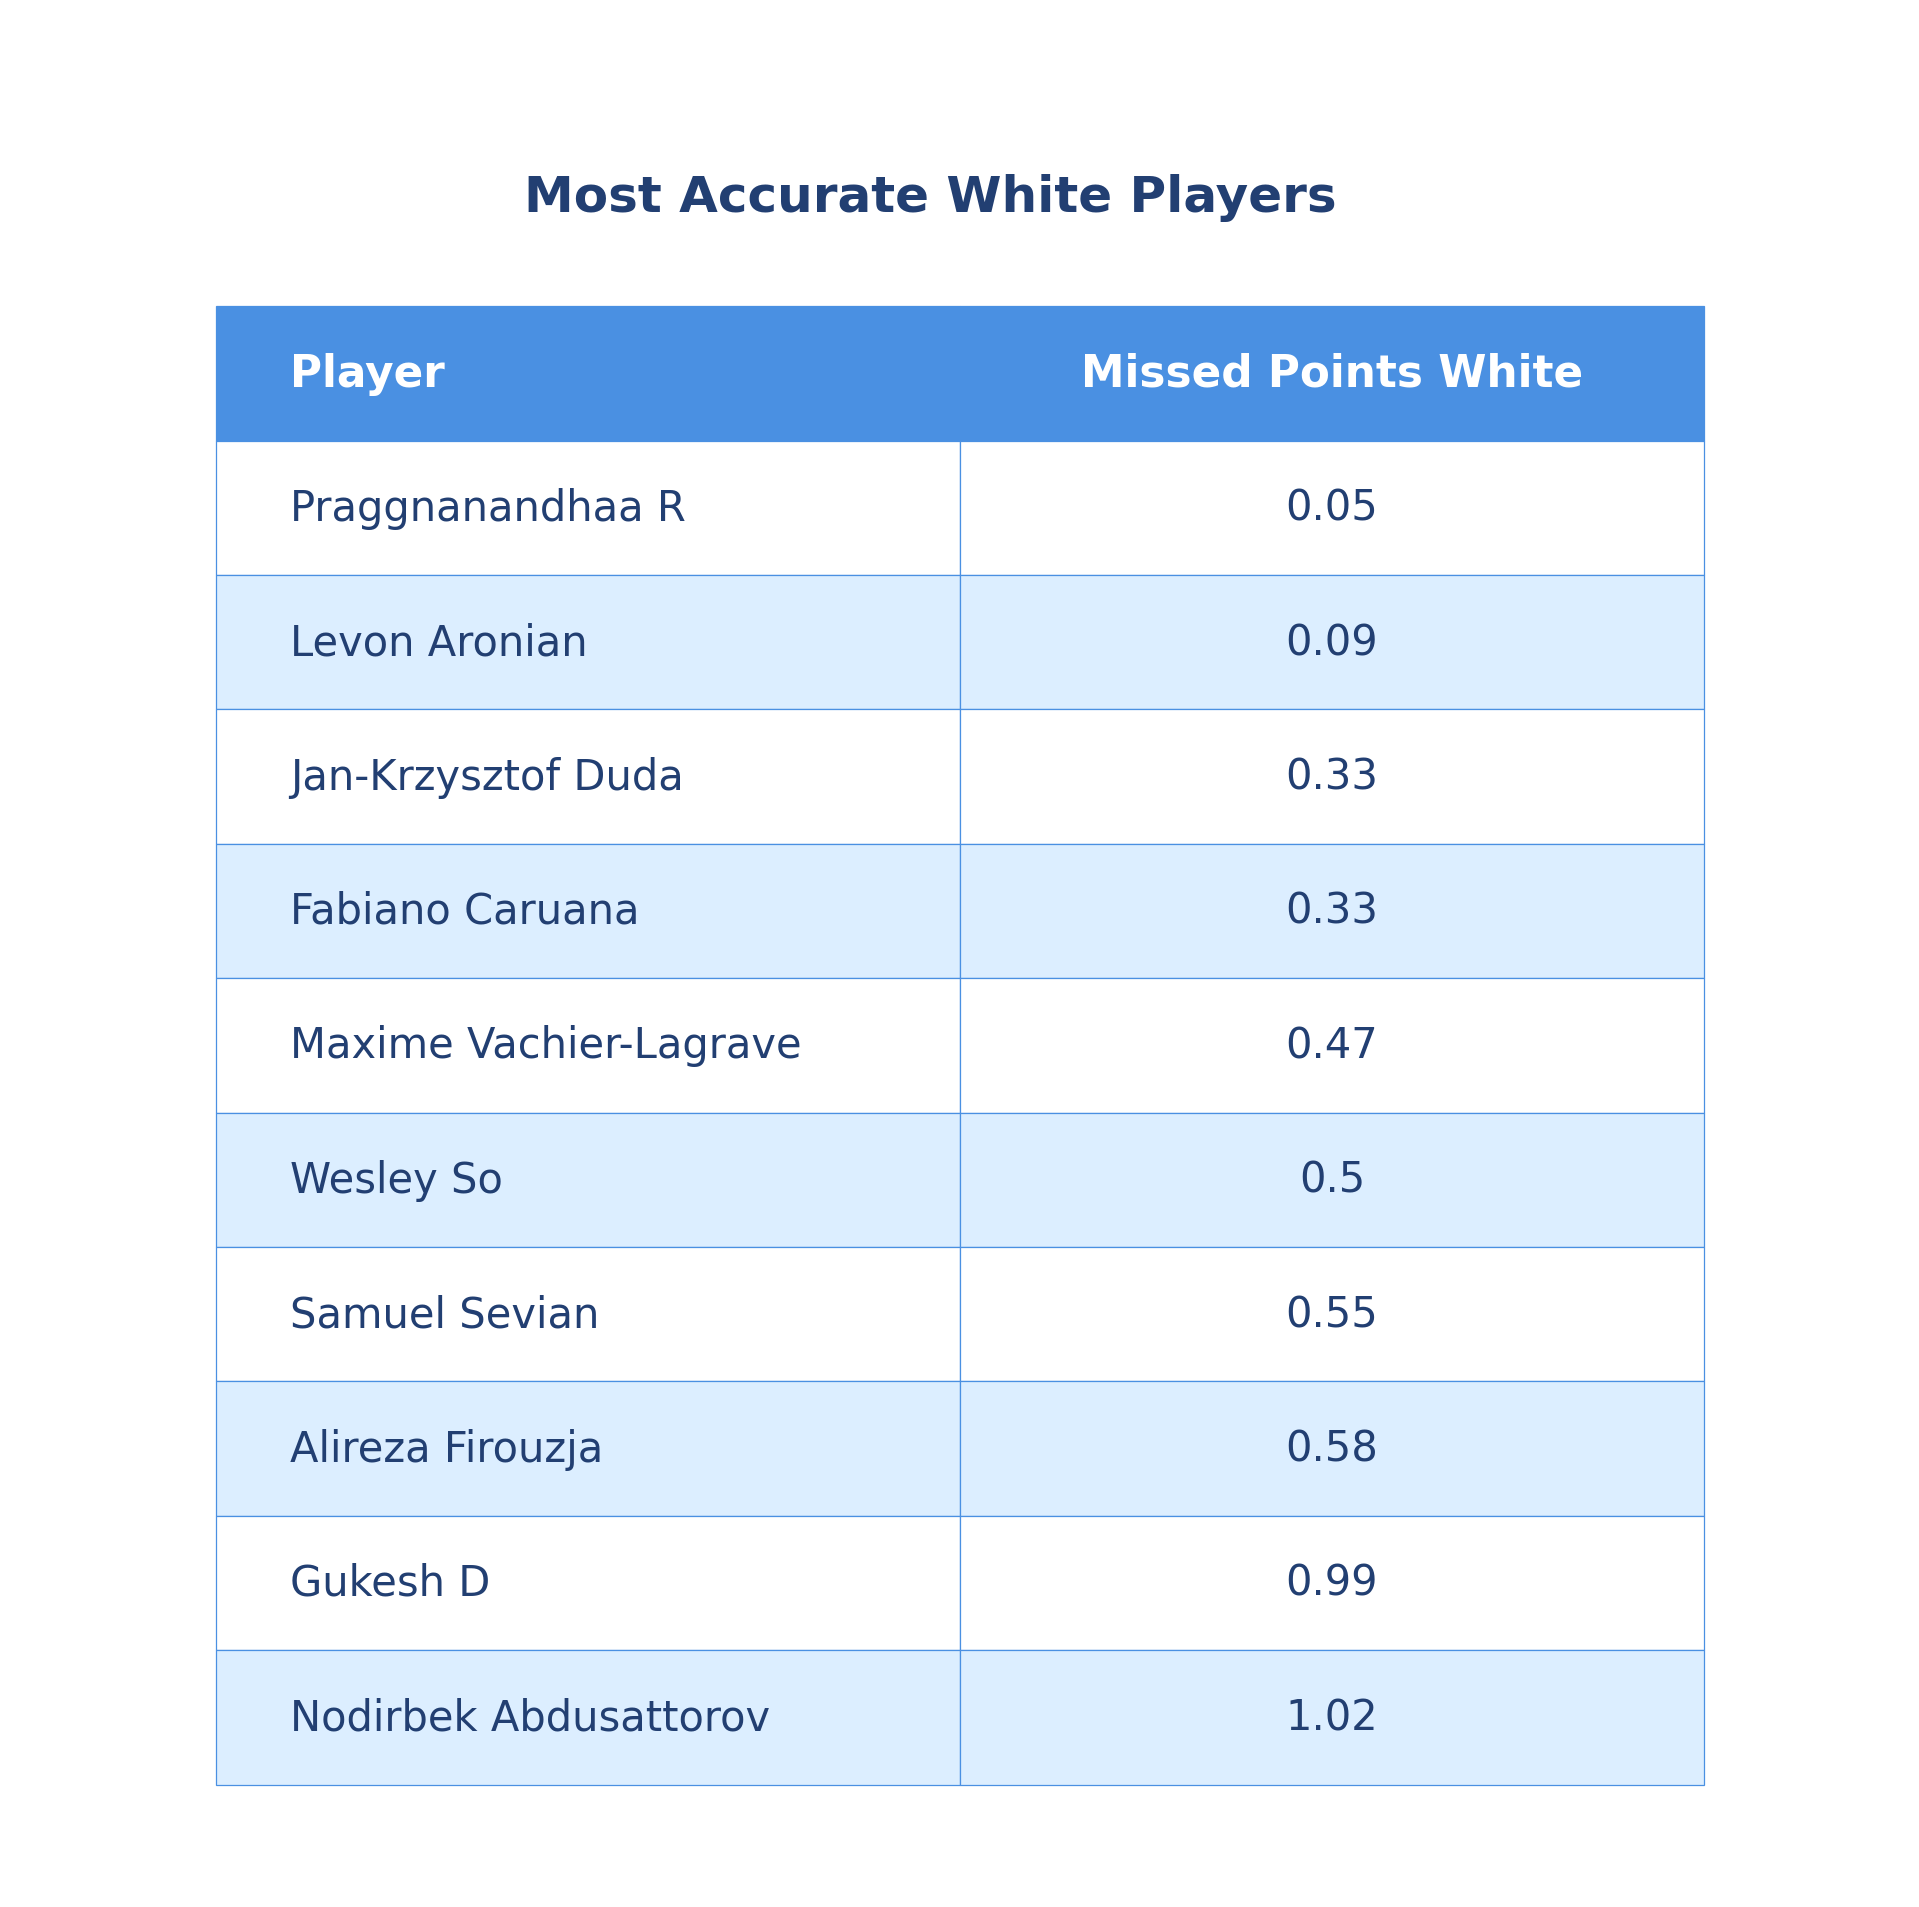 Most Accurate White Players
Player Missed Points White
Praggnanandhaa R 0.05
Levon Aronian 0.09
Jan-Krzysztof Duda 0.33
Fabiano Caruana 0.33
Maxime Vachier-Lagrave 0.47
Wesley So 0.5
Samuel Sevian 0.55
Alireza Firouzja 0.58
Gukesh D 0.99
Nodirbek Abdusattorov 1.02